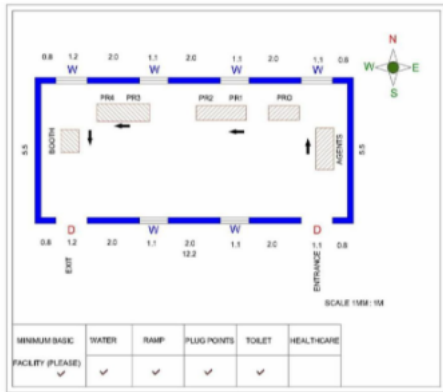 N
W E
S
0.8 1.2 2.0 1.1 2.0 1.1 2.0 1.1 0.8
W W W W
PR4 PR3 PR2 PR1 PRO
5.5 BOOTH AGENTS 5.5
D W W D
0.8 1.2 2.0 1.1 2.0 1.1 2.0 1.1 0.8
12.2
EXIT ENTRANCE
SCALE 1MM : 1M
MINIMUM BASIC WATER RAMP PLUG POINTS TOILET HEALTHCARE
FACILITY (PLEASE)